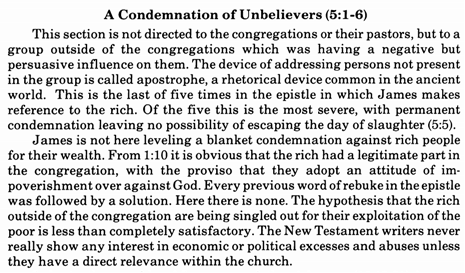 A Condemnation of Unbelievers (5:1-6)
This section is not directed to the congregations or their pastors, but to a
group outside of the congregations which was having a negative but
persuasive influence on them. The device of addressing persons not present
in the group is called apostrophe, a rhetorical device common in the ancient
world. This is the last of five times in the epistle in which James makes
reference to the rich. Of the five this is the most severe, with permanent
condemnation leaving no possibility of escaping the day of slaughter (5:5).
James is not here leveling a blanket condemnation against rich people
for their wealth. From 1:10 it is obvious that the rich had a legitimate part in
the congregation, with the proviso that they adopt an attitude of im-
poverishment over against God. Every previous word of rebuke in the epistle
was followed by a solution. Here there is none. The hypothesis that the rich
outside of the congregation are being singled out for their exploitation of the
poor is less than completely satisfactory. The New Testament writers never
really show any interest in economic or political excesses and abuses unless
they have a direct relevance within the church.